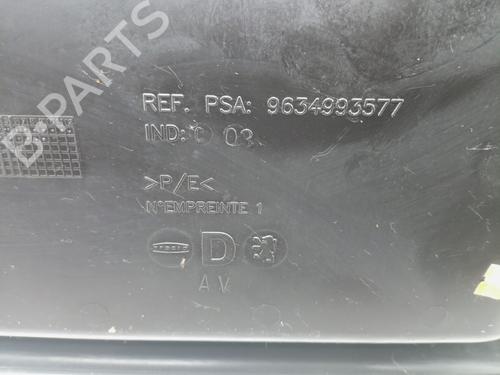 B-PARTS
REF. PSA: 9634993577
IND: C 03
>P/E<
N°EMPREINTE 1
D
AV